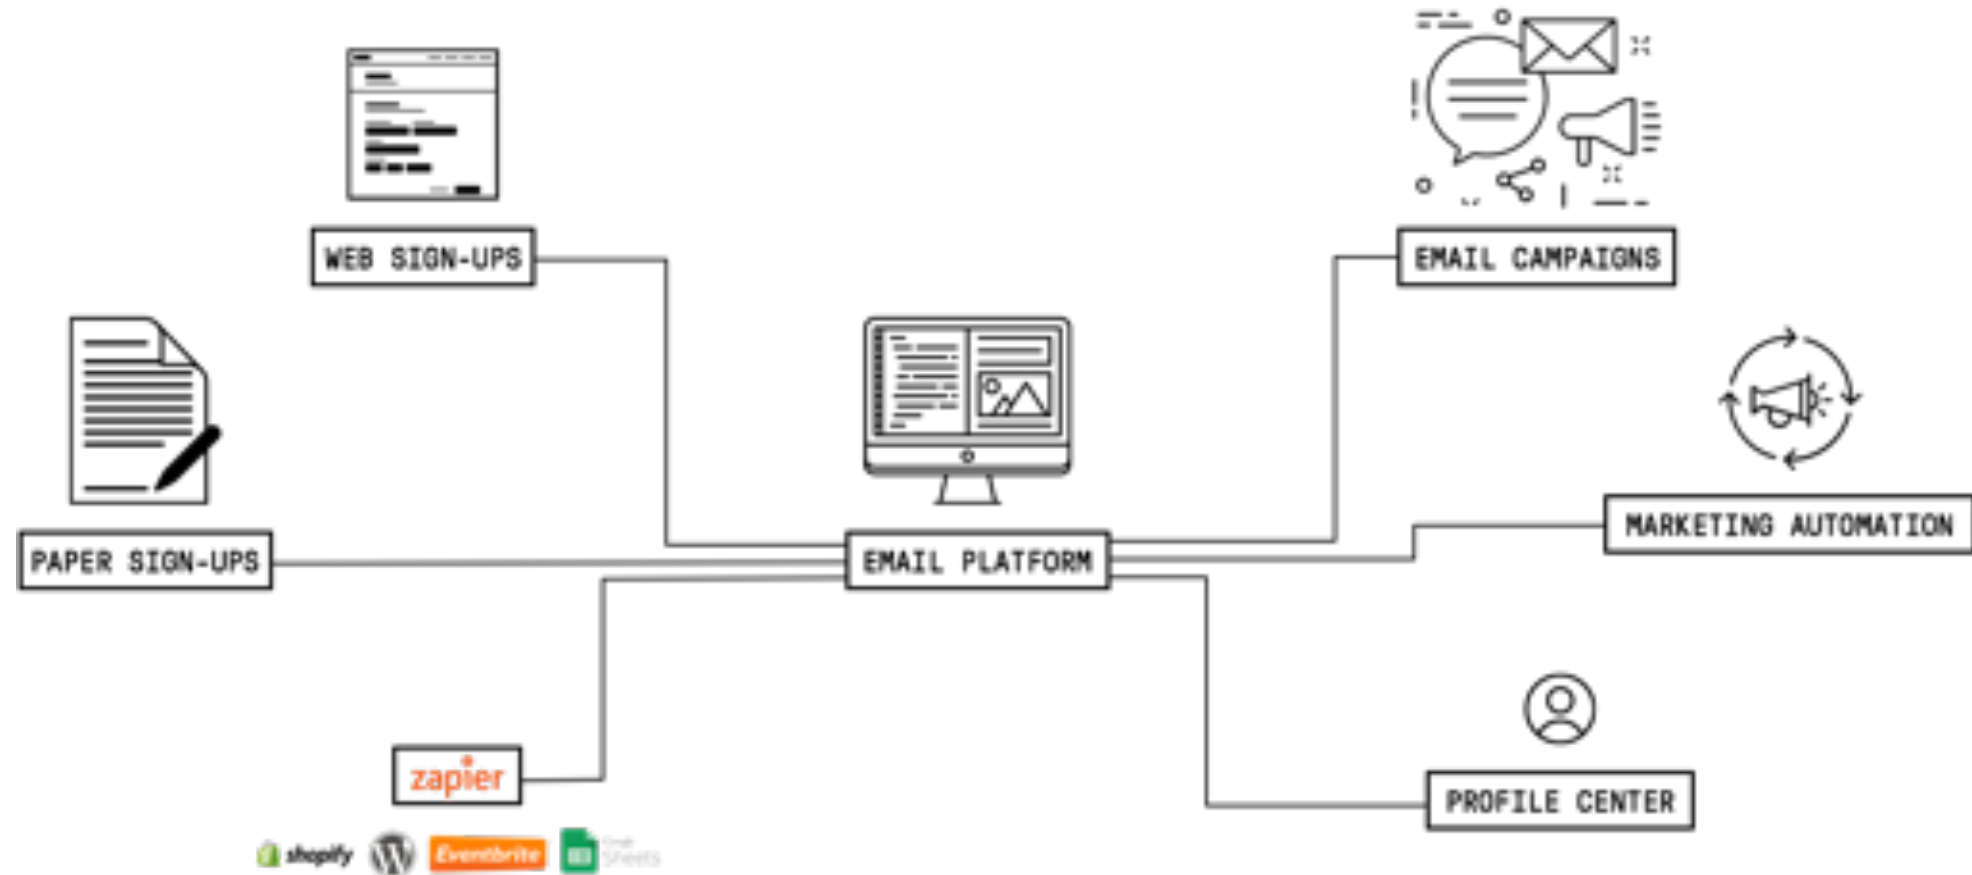 WEB SIGN-UPS
EMAIL CAMPAIGNS
MARKETING AUTOMATION
PAPER SIGN-UPS
EMAIL PLATFORM
zapier
PROFILE CENTER
shopify
Eventbrite
Sheets